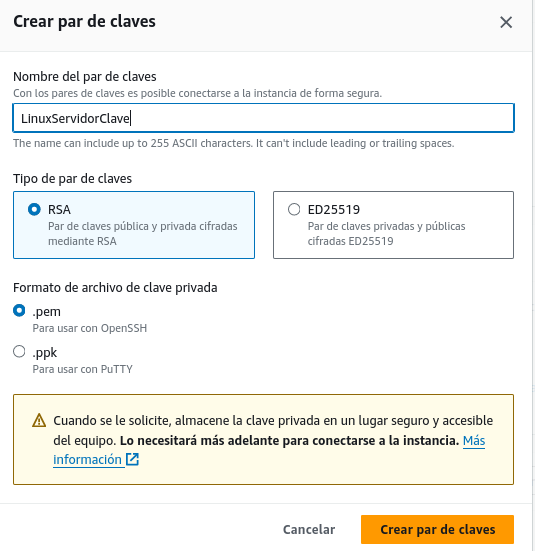 Crear par de claves
Nombre del par de claves
Con los pares de claves es posible conectarse a la instancia de forma segura.
LinuxServidorClave
The name can include up to 255 ASCII characters. It can't include leading or trailing spaces.
Tipo de par de claves
RSA
Par de claves pública y privada cifradas
mediante RSA
ED25519
Par de claves privadas y públicas
cifradas ED25519
Formato de archivo de clave privada
.pem
Para usar con OpenSSH
.ppk
Para usar con PuTTY
Cuando se le solicite, almacene la clave privada en un lugar seguro y accesible
del equipo. Lo necesitará más adelante para conectarse a la instancia. Más
información
Cancelar
Crear par de claves